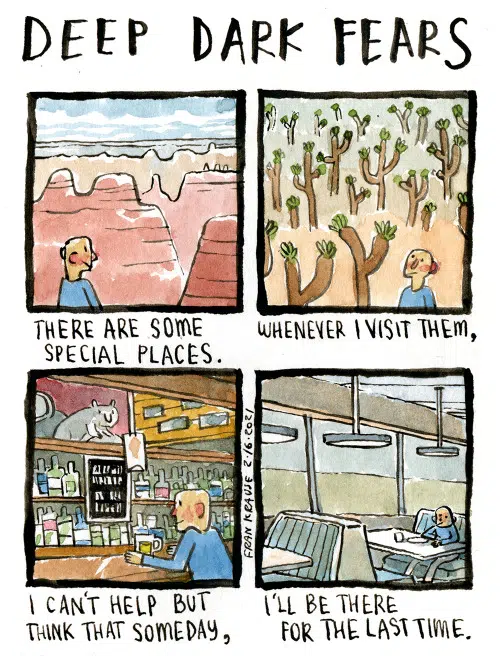 DEEP DARK FEARS
THERE ARE SOME
SPECIAL PLACES.
WHENEVER I VISIT THEM,
I CAN'T HELP BUT
THINK THAT SOMEDAY,
FRAN KRAUSE 2·16·2021
I'LL BE THERE
FOR THE LAST TIME.